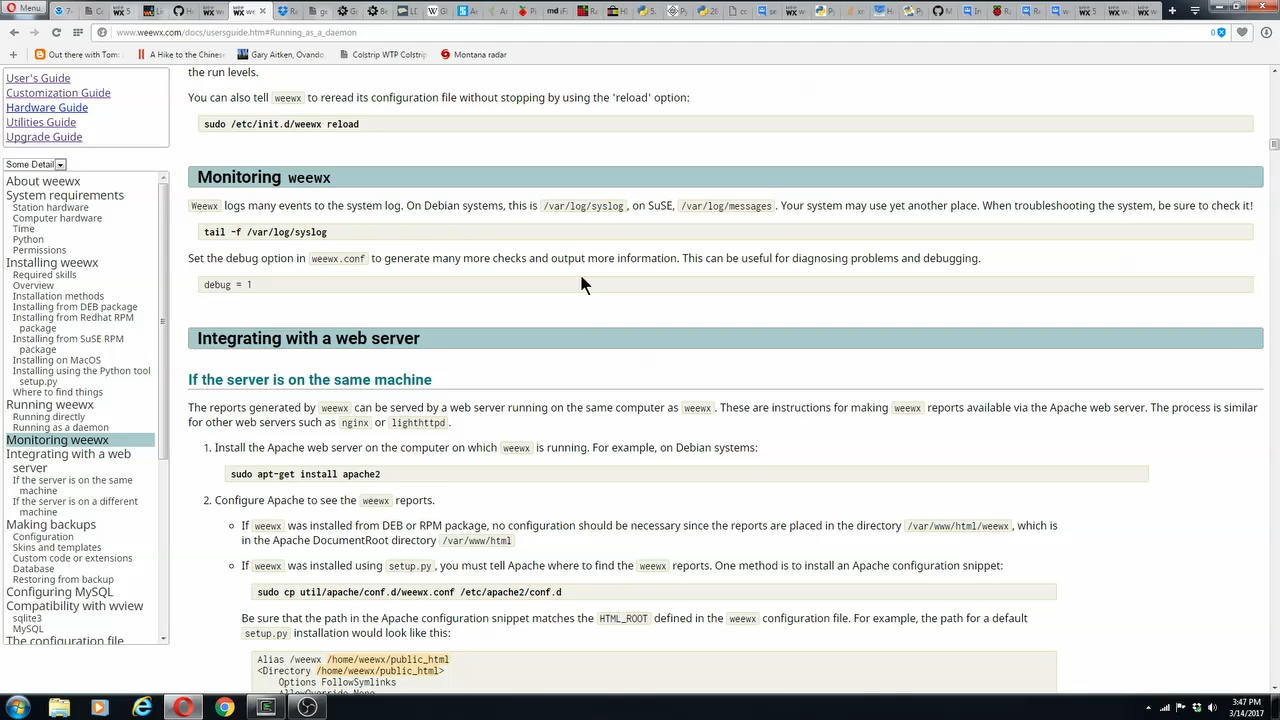 Menu
www.weewx.com/docs/usersguide.htm#Running_as_a_daemon
Out there with Tom
A Hike to the Chinese
Gary Aitken, Ovando,
Colstrip WTP Colstrip
Montana radar
User's Guide
Customization Guide
Hardware Guide
Utilities Guide
Upgrade Guide
Some Detail
About weewx
System requirements
Station hardware
Computer hardware
Time
Python
Permissions
Installing weewx
Required skills
Overview
Installation methods
Installing from DEB package
Installing from Redhat RPM
package
Installing from SuSE RPM
package
Installing on MacOS
Installing using the Python tool
setup.py
Where to find things
Running weewx
Running directly
Running as a daemon
Monitoring weewx
Integrating with a web
server
If the server is on the same
machine
If the server is on a different
machine
Making backups
Configuration
Skins and templates
Custom code or extensions
Database
Restoring from backup
Configuring MySQL
Compatibility with wview
sqlite3
MySQL
The configuration file
the run levels.
You can also tell weewx to reread its configuration file without stopping by using the 'reload' option:
sudo /etc/init.d/weewx reload
Monitoring weewx
Weewx logs many events to the system log. On Debian systems, this is /var/log/syslog, on SuSE, /var/log/messages. Your system may use yet another place. When troubleshooting the system, be sure to check it!
tail -f /var/log/syslog
Set the debug option in weewx.conf to generate many more checks and output more information. This can be useful for diagnosing problems and debugging.
debug = 1
Integrating with a web server
If the server is on the same machine
The reports generated by weewx can be served by a web server running on the same computer as weewx. These are instructions for making weewx reports available via the Apache web server. The process is similar
for other web servers such as nginx or lighthttpd.
1. Install the Apache web server on the computer on which weewx is running. For example, on Debian systems:
sudo apt-get install apache2
2. Configure Apache to see the weewx reports.
If weewx was installed from DEB or RPM package, no configuration should be necessary since the reports are placed in the directory /var/www/html/weewx, which is
in the Apache DocumentRoot directory /var/www/html
If weewx was installed using setup.py, you must tell Apache where to find the weewx reports. One method is to install an Apache configuration snippet:
sudo cp util/apache/conf.d/weewx.conf /etc/apache2/conf.d
Be sure that the path in the Apache configuration snippet matches the HTML_ROOT defined in the weewx configuration file. For example, the path for a default
setup.py installation would look like this:
Alias /weewx /home/weewx/public_html
<Directory /home/weewx/public_html>
Options FollowSymlinks
AllowOverride None
3:47 PM
3/14/2017